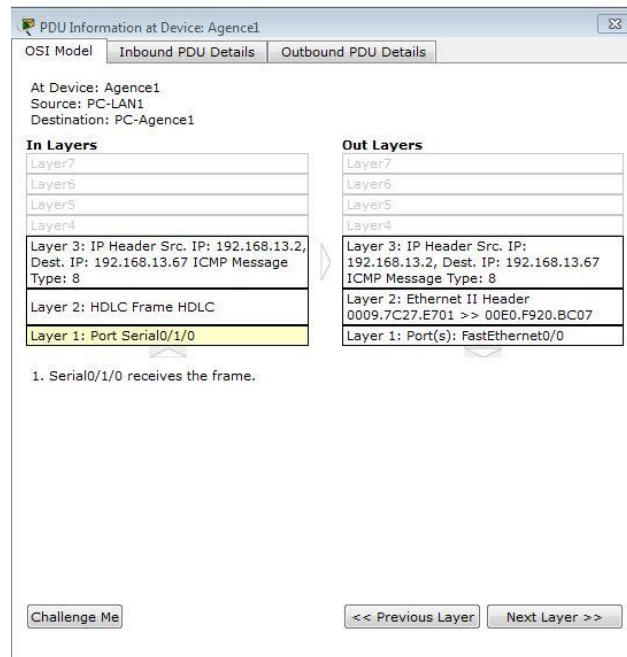 PDU Information at Device: Agence1
OSI Model
Inbound PDU Details
Outbound PDU Details
At Device: Agence1
Source: PC-LAN1
Destination: PC-Agence1
In Layers
Layer7
Layer6
Layer5
Layer4
Layer 3: IP Header Src. IP: 192.168.13.2,
Dest. IP: 192.168.13.67 ICMP Message
Type: 8
Layer 2: HDLC Frame HDLC
Layer 1: Port Serial0/1/0
Out Layers
Layer7
Layer6
Layer5
Layer4
Layer 3: IP Header Src. IP:
192.168.13.2, Dest. IP: 192.168.13.67
ICMP Message Type: 8
Layer 2: Ethernet II Header
0009.7C27.E701 >> 00E0.F920.BC07
Layer 1: Port(s): FastEthernet0/0
1. Serial0/1/0 receives the frame.
Challenge Me
<< Previous Layer
Next Layer >>